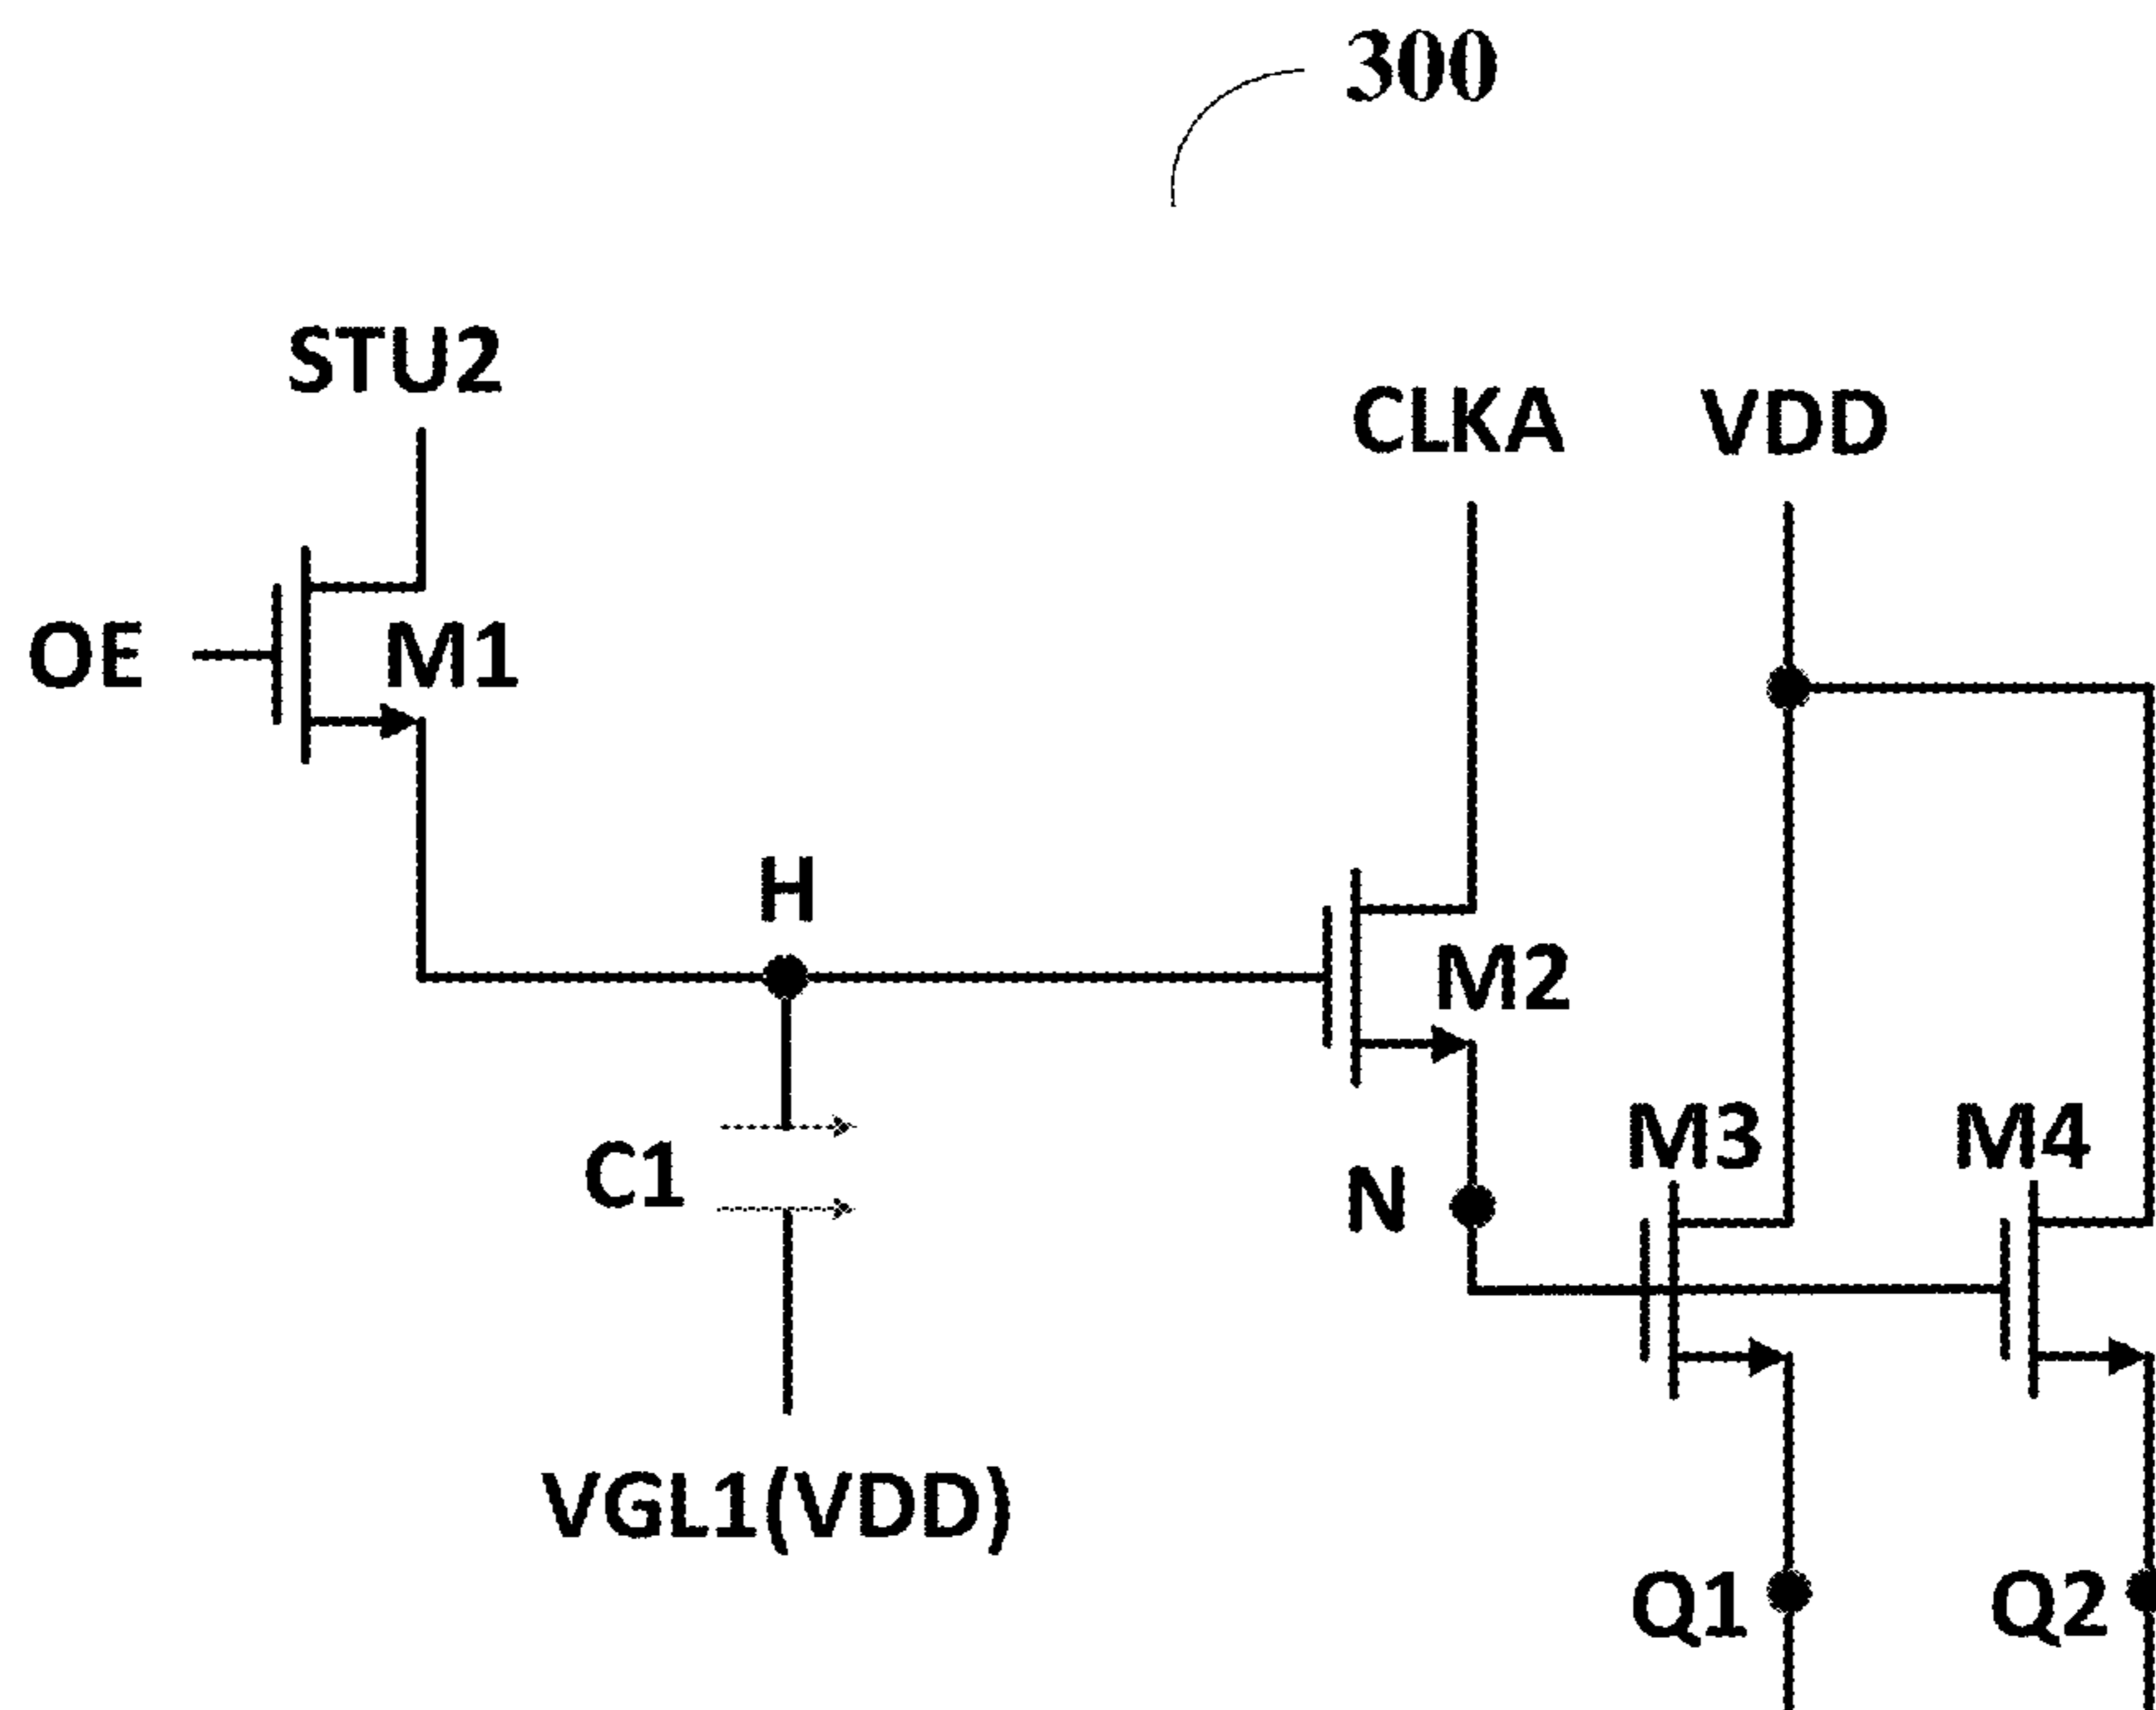 300
STU2
CLKA VDD
OE M1
H
M2
M3 M4
C1 N
VGL1(VDD)
Q1 Q2